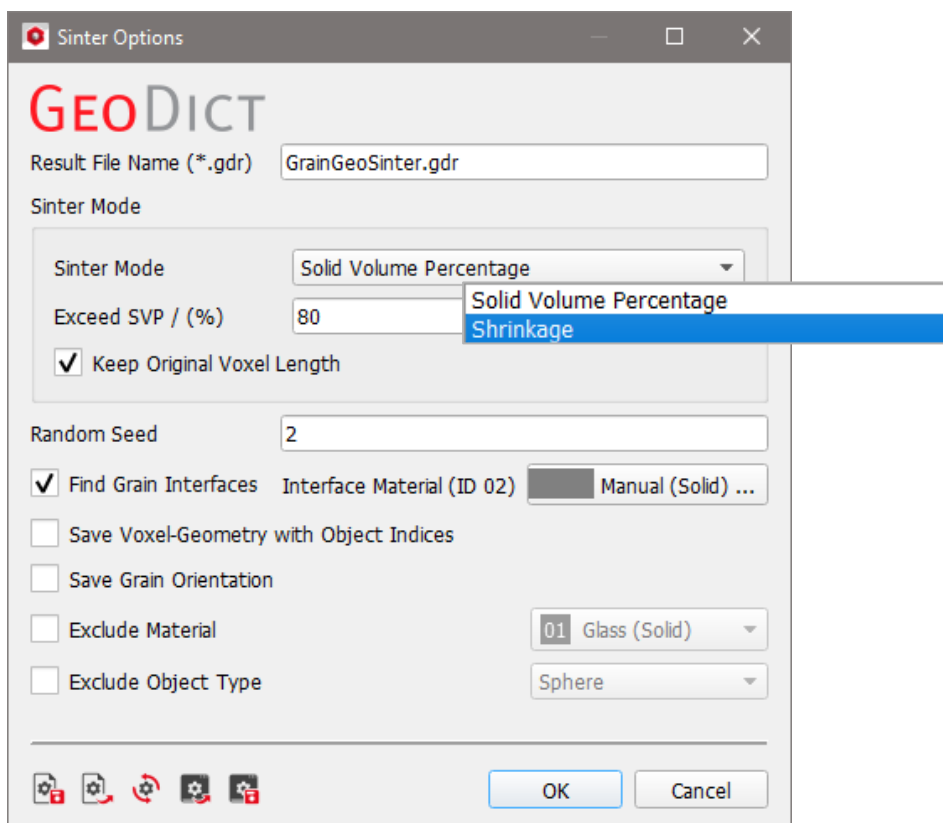 Sinter Options
GEODICT
Result File Name (*.gdr) GrainGeoSinter.gdr
Sinter Mode
Sinter Mode Solid Volume Percentage
Solid Volume Percentage
Exceed SVP / (%) 80
Shrinkage
Keep Original Voxel Length
Random Seed 2
Find Grain Interfaces Interface Material (ID 02) Manual (Solid) ...
Save Voxel-Geometry with Object Indices
Save Grain Orientation
Exclude Material 01 Glass (Solid)
Exclude Object Type Sphere
OK Cancel